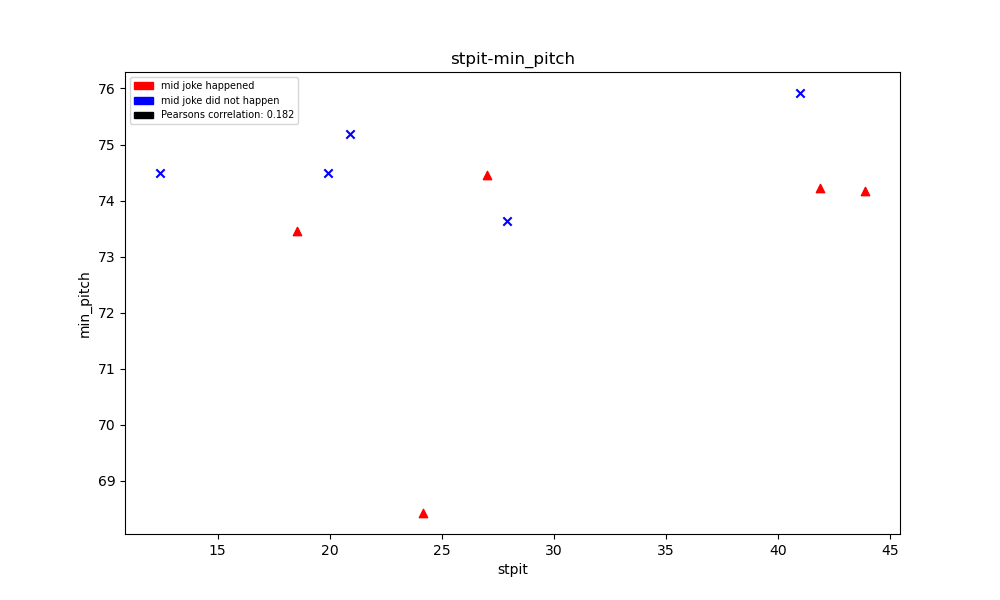 stpit-min_pitch
mid joke happened
mid joke did not happen
Pearsons correlation: 0.182
76
75
74
73
72
71
70
69
min_pitch
15 20 25 30 35 40 45
stpit